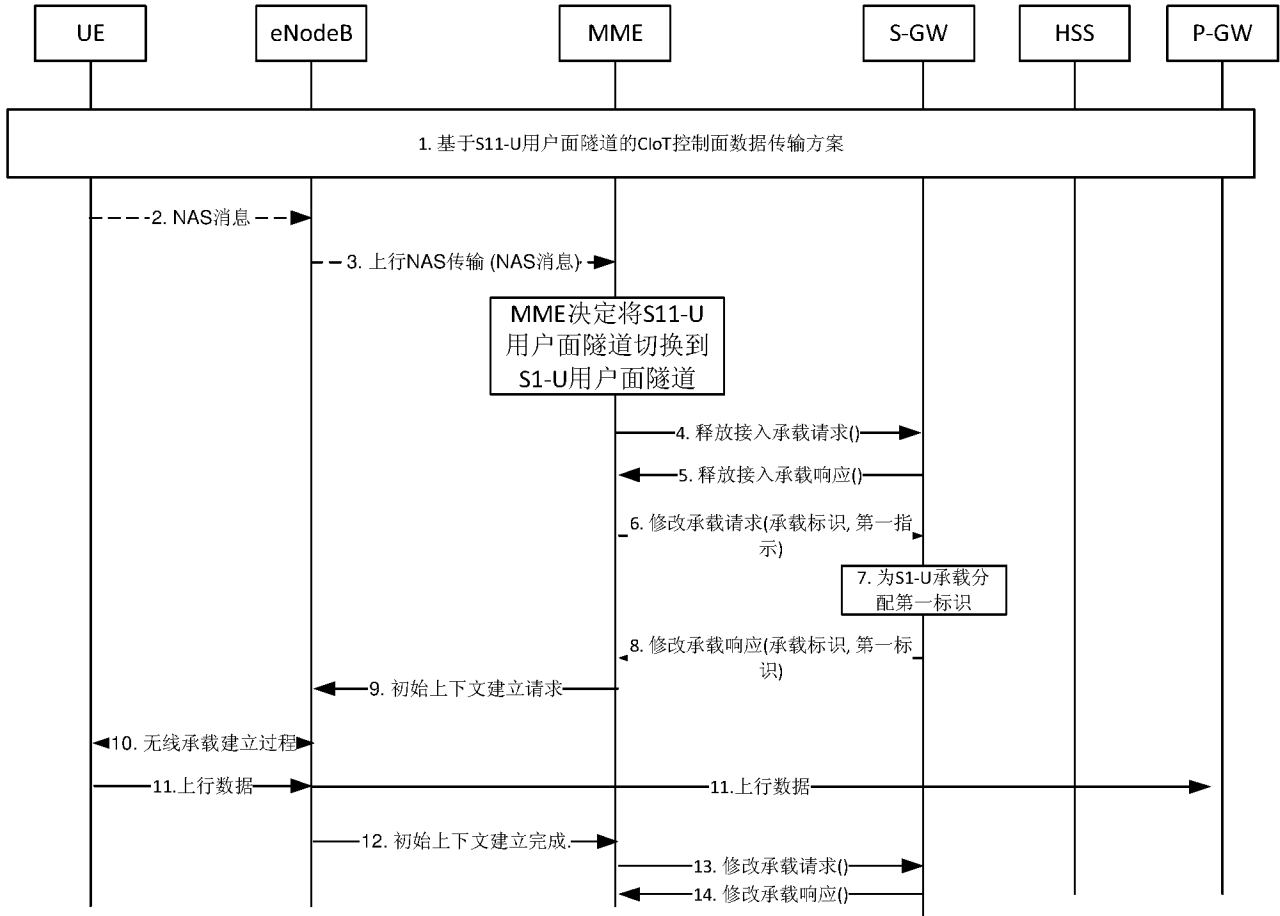 UE
eNodeB
MME
S-GW
HSS
P-GW
1. 基于S11-U用户面隧道的CIoT控制面数据传输方案
2. NAS消息
3. 上行NAS传输 (NAS消息)
MME决定将S11-U
用户面隧道切换到
S1-U用户面隧道
4. 释放接入承载请求()
5. 释放接入承载响应()
6. 修改承载请求(承载标识, 第一指
示)
7. 为S1-U承载分
配第一标识
8. 修改承载响应(承载标识, 第一标
识)
9. 初始上下文建立请求
10. 无线承载建立过程
11.上行数据
11.上行数据
12. 初始上下文建立完成.
13. 修改承载请求()
14. 修改承载响应()